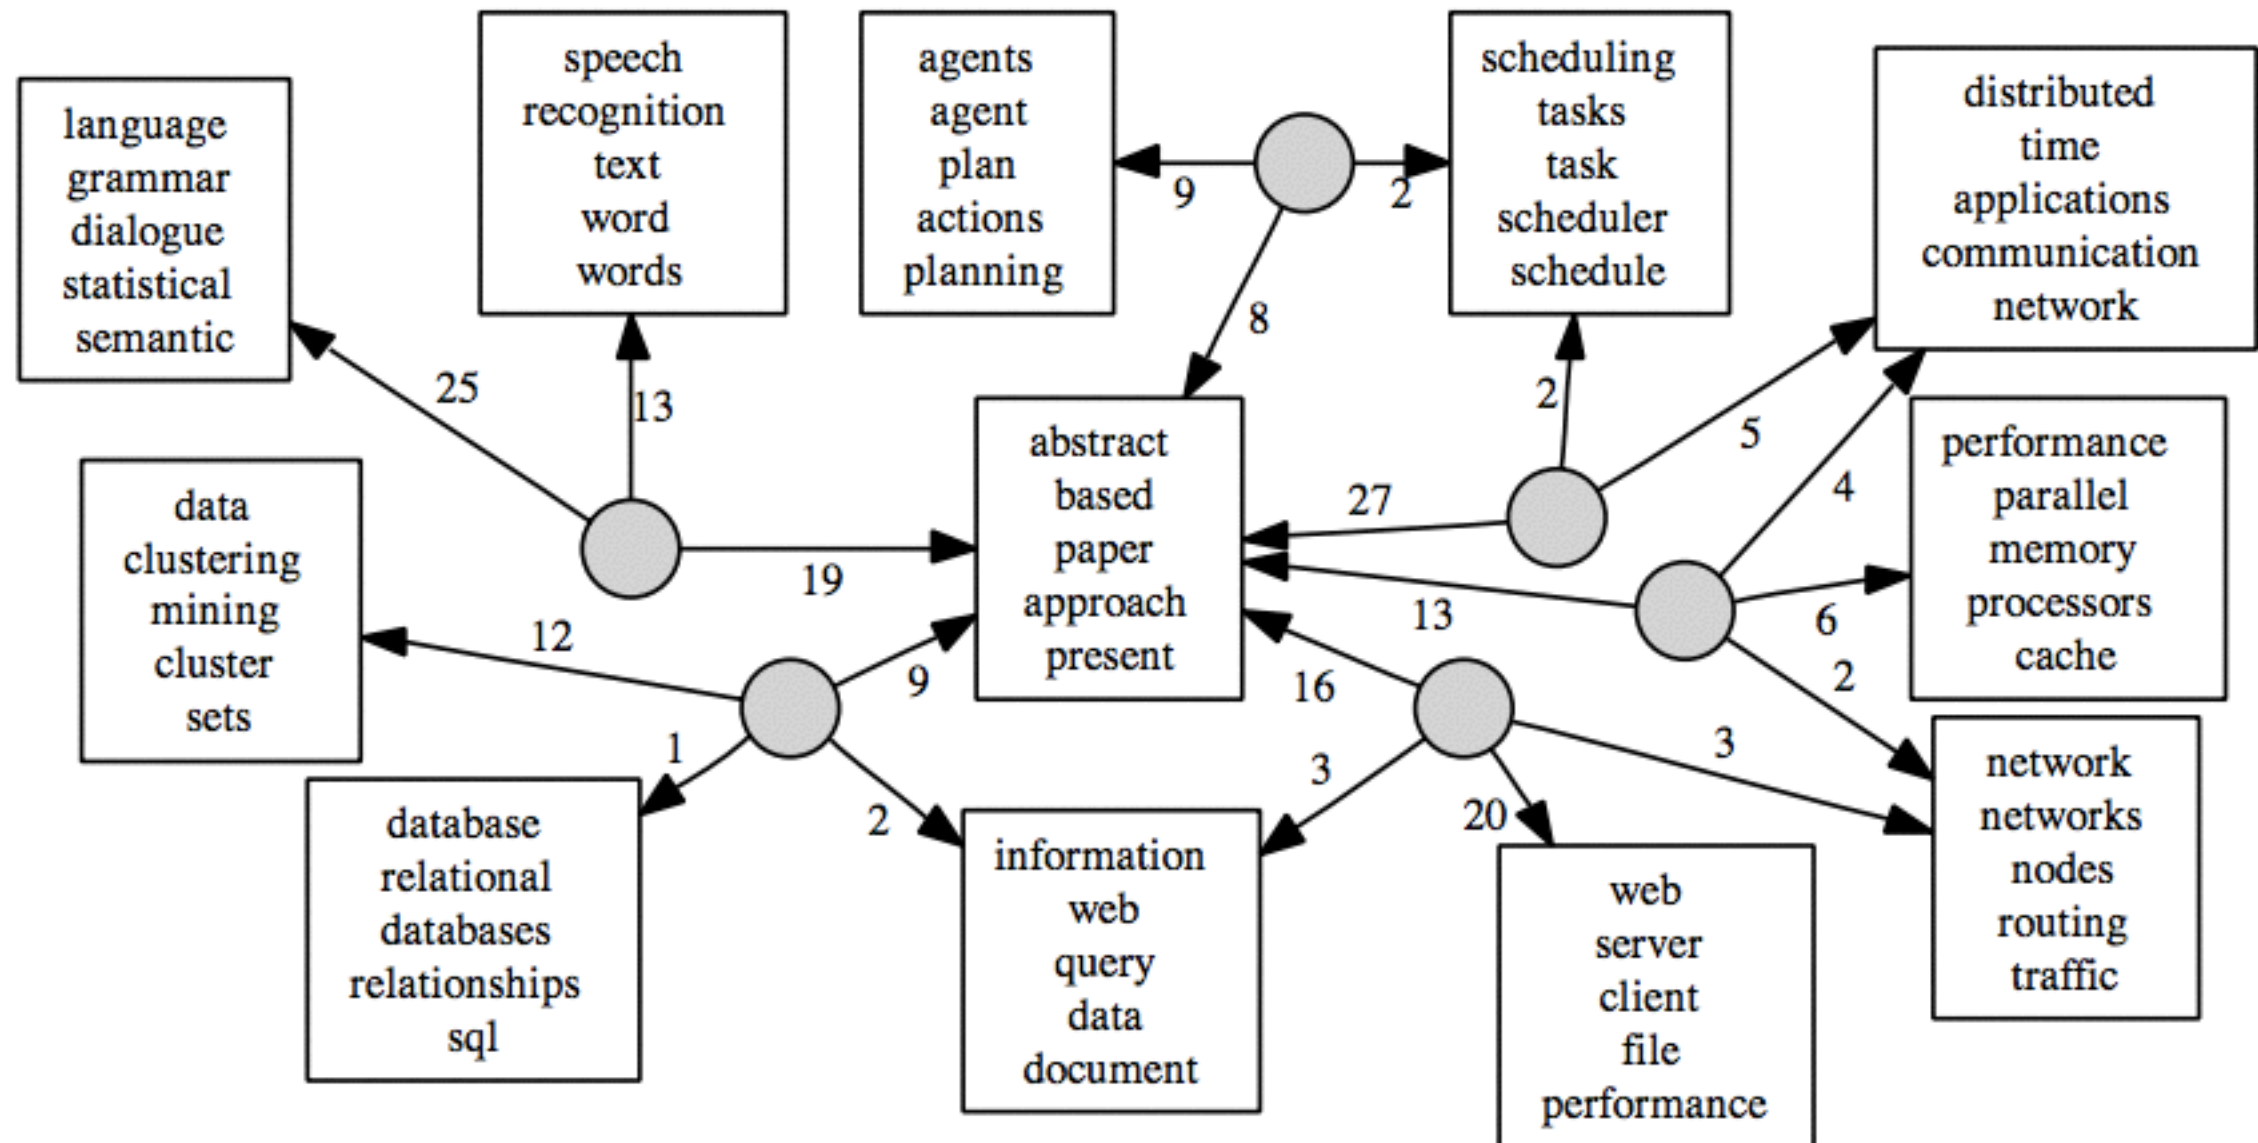 speech
recognition
text
word
words
agents
agent
plan
actions
planning
scheduling
tasks
task
scheduler
schedule
distributed
time
applications
communication
network
language
grammar
dialogue
statistical
semantic
9
2
8
25
13
2
5
4
abstract
based
paper
approach
present
performance
parallel
memory
processors
cache
data
clustering
mining
cluster
sets
27
19
13
6
12
9
16
2
1
2
3
20
3
database
relational
databases
relationships
sql
information
web
query
data
document
web
server
client
file
performance
network
networks
nodes
routing
traffic